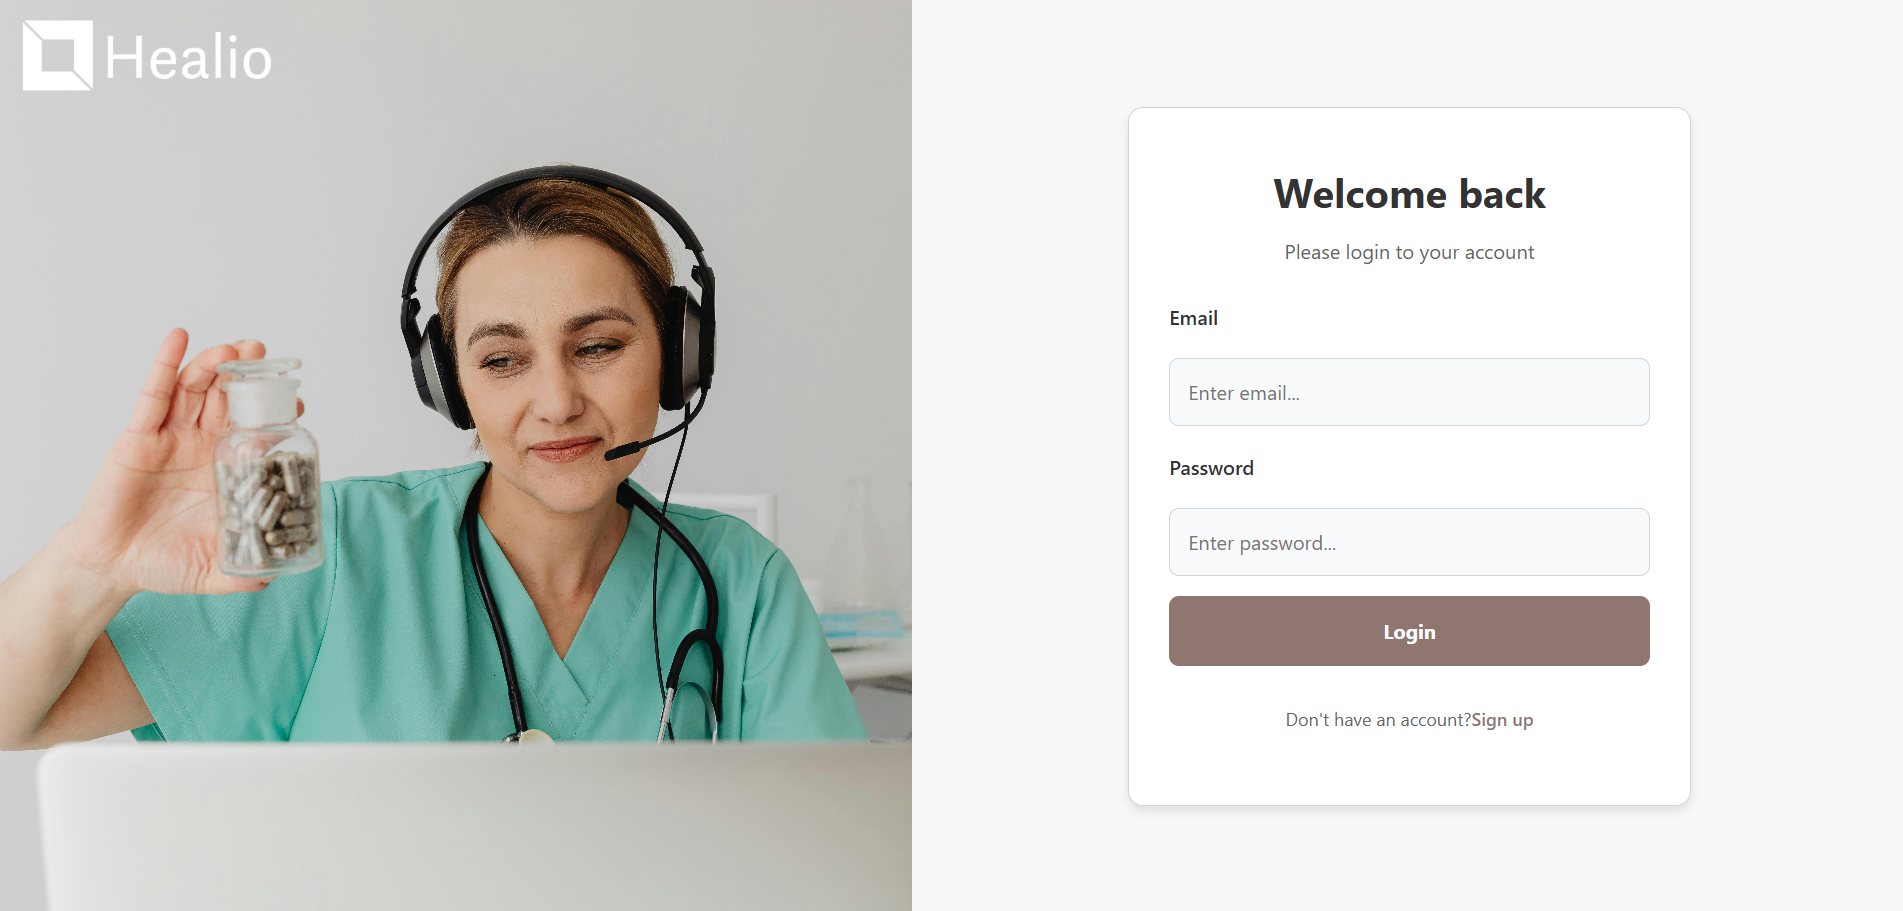 Healio
Welcome back
Please login to your account
Email
Enter email...
Password
Enter password...
Login
Don't have an account?Sign up